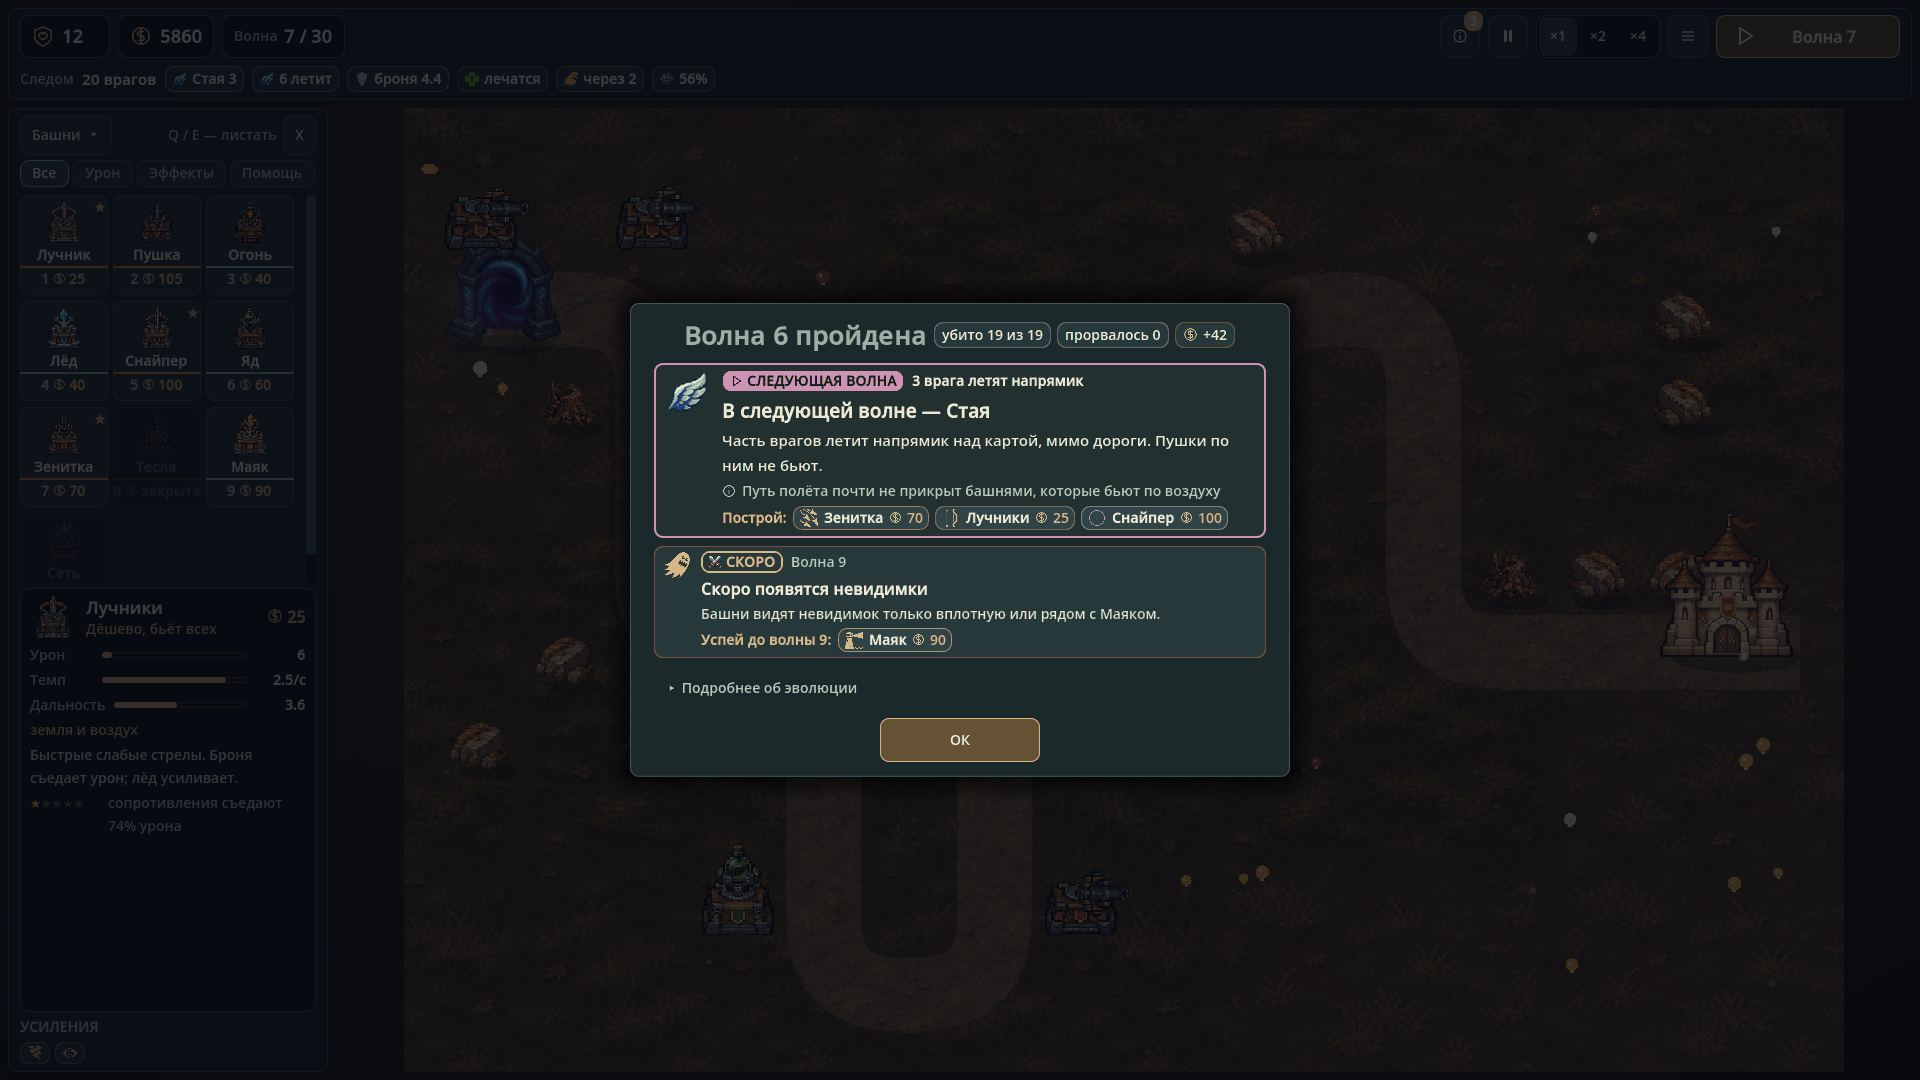 12
5860
Волна 7 / 30
3
×1 ×2 ×4
Волна 7
Следом 20 врагов Стая 3 6 летит броня 4.4 лечатся через 2 56%
Башни Q / E — листать X
Все Урон Эффекты Помощь
Лучник Пушка Огонь
1 25 2 105 3 40
Лёд Снайпер Яд
4 40 5 100 6 60
Зенитка Тесла Маяк
7 70 8 закрыта 9 90
Сеть
Лучники
Дёшево, бьёт всех
25
Урон 6
Темп 2.5/с
Дальность 3.6
земля и воздух
Быстрые слабые стрелы. Броня
съедает урон; лёд усиливает.
сопротивления съедают
74% урона
УСИЛЕНИЯ
Волна 6 пройдена убито 19 из 19 прорвалось 0 +42
СЛЕДУЮЩАЯ ВОЛНА 3 врага летят напрямик
В следующей волне — Стая
Часть врагов летит напрямик над картой, мимо дороги. Пушки по
ним не бьют.
Путь полёта почти не прикрыт башнями, которые бьют по воздуху
Построй: Зенитка 70 Лучники 25 Снайпер 100
СКОРО Волна 9
Скоро появятся невидимки
Башни видят невидимок только вплотную или рядом с Маяком.
Успей до волны 9: Маяк 90
Подробнее об эволюции
ОК